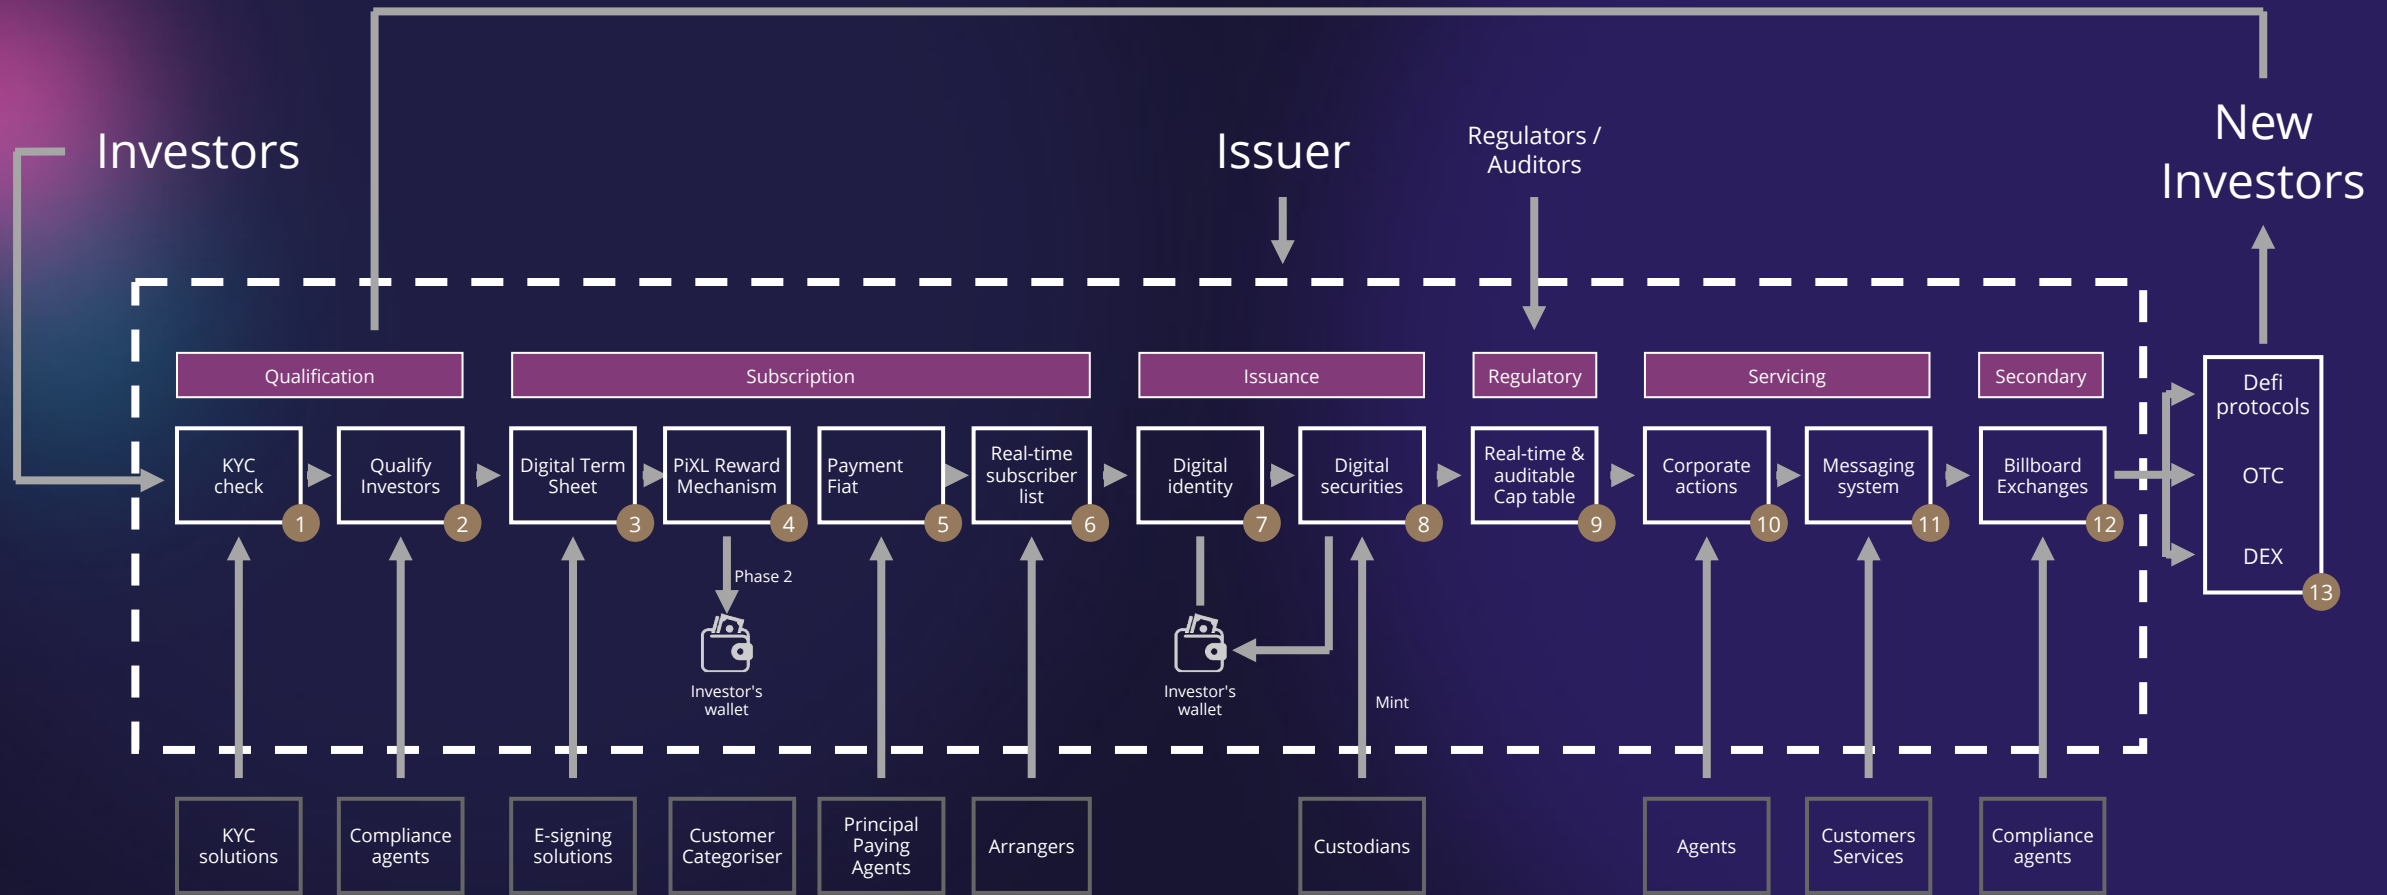 Investors
Issuer
Regulators /
Auditors
New
Investors
Qualification
Subscription
Issuance
Regulatory
Servicing
Secondary
KYC
check
1
Qualify
Investors
2
Digital Term
Sheet
3
PiXL Reward
Mechanism
4
Payment
Fiat
5
Real-time
subscriber
list
6
Digital
identity
7
Digital
securities
8
Real-time &
auditable
Cap table
9
Corporate
actions
10
Messaging
system
11
Billboard
Exchanges
12
Defi
protocols
OTC
DEX
13
Phase 2
Investor's
wallet
Investor's
wallet
Mint
KYC
solutions
Compliance
agents
E-signing
solutions
Customer
Categoriser
Principal
Paying
Agents
Arrangers
Custodians
Agents
Customers
Services
Compliance
agents